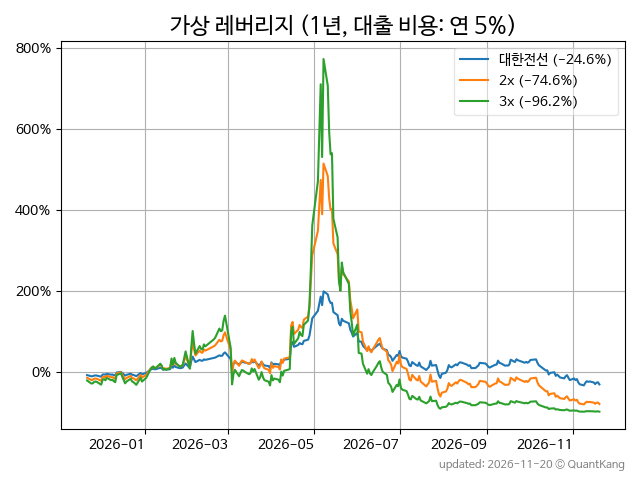 가상 레버리지 (1년, 대출 비용: 연 5%)
800%
600%
400%
200%
0%
대한전선 (-24.6%)
2x (-74.6%)
3x (-96.2%)
2026-01
2026-03
2026-05
2026-07
2026-09
2026-11
updated: 2026-11-20 © QuantKang